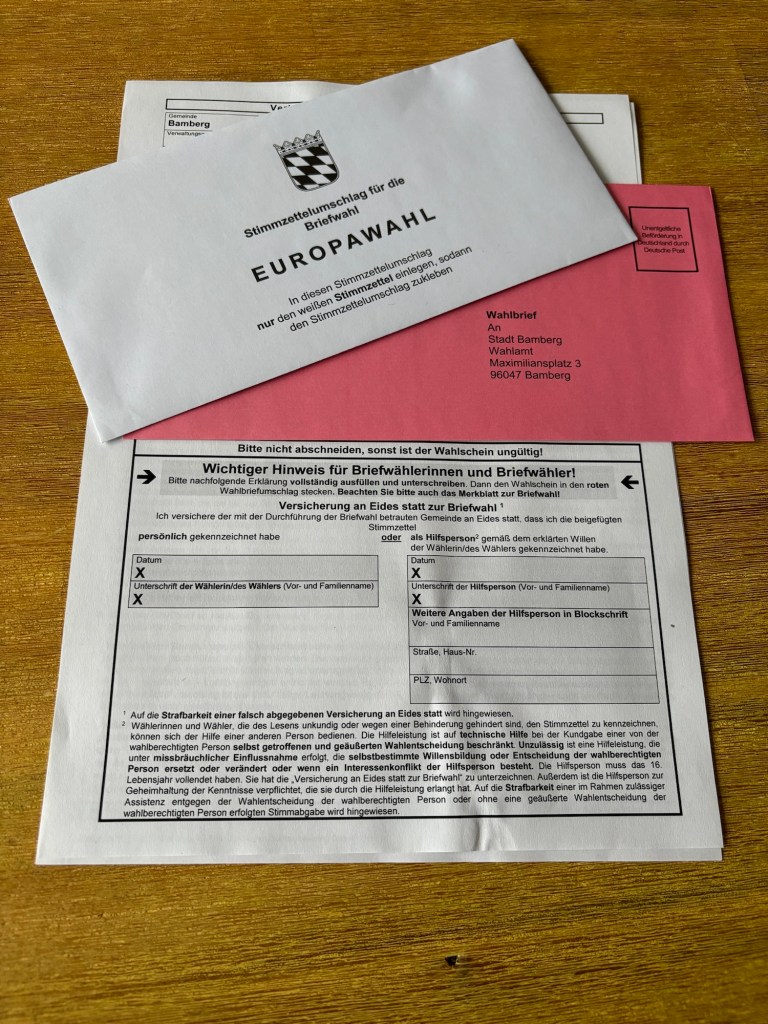 Gemeinde
Bamberg
Stimmzettelumschlag für die
Briefwahl
EUROPAWAHL
In diesen Stimmzettelumschlag
nur den weißen Stimmzettel einlegen, sodann
den Stimmzettelumschlag zukleben
Unentgeltliche
Beförderung in
Deutschland durch
Deutsche Post
Wahlbrief
An
Stadt Bamberg
Wahlamt
Maximiliansplatz 3
96047 Bamberg
Bitte nicht abschneiden, sonst ist der Wahlschein ungültig!
Wichtiger Hinweis für Briefwählerinnen und Briefwähler!
Bitte nachfolgende Erklärung vollständig ausfüllen und unterschreiben. Dann den Wahlschein in den roten
Wahlbriefumschlag stecken. Beachten Sie bitte auch das Merkblatt zur Briefwahl!
Versicherung an Eides statt zur Briefwahl 1
Ich versichere der mit der Durchführung der Briefwahl betrauten Gemeinde an Eides statt, dass ich die beigefügten
Stimmzettel
persönlich gekennzeichnet habe
oder
als Hilfsperson2 gemäß dem erklärten Willen
der Wählerin/des Wählers gekennzeichnet habe.
Datum
X
Unterschrift der Wählerin/des Wählers (Vor- und Familienname)
X
Datum
X
Unterschrift der Hilfsperson (Vor- und Familienname)
X
Weitere Angaben der Hilfsperson in Blockschrift
Vor- und Familienname
Straße, Haus-Nr.
PLZ, Wohnort
1 Auf die Strafbarkeit einer falsch abgegebenen Versicherung an Eides statt wird hingewiesen.
2 Wählerinnen und Wähler, die des Lesens unkundig oder wegen einer Behinderung gehindert sind, den Stimmzettel zu kennzeichnen,
können sich der Hilfe einer anderen Person bedienen. Die Hilfeleistung ist auf technische Hilfe bei der Kundgabe einer von der
wahlberechtigten Person selbst getroffenen und geäußerten Wahlentscheidung beschränkt. Unzulässig ist eine Hilfeleistung, die
unter missbräuchlicher Einflussnahme erfolgt, die selbstbestimmte Willensbildung oder Entscheidung der wahlberechtigten
Person ersetzt oder verändert oder wenn ein Interessenkonflikt der Hilfsperson besteht. Die Hilfsperson muss das 16.
Lebensjahr vollendet haben. Sie hat die „Versicherung an Eides statt zur Briefwahl" zu unterzeichnen. Außerdem ist die Hilfsperson zur
Geheimhaltung der Kenntnisse verpflichtet, die sie durch die Hilfeleistung erlangt hat. Auf die Strafbarkeit einer im Rahmen zulässiger
Assistenz entgegen der Wahlentscheidung der wahlberechtigten Person oder ohne eine geäußerte Wahlentscheidung der
wahlberechtigten Person erfolgten Stimmabgabe wird hingewiesen.